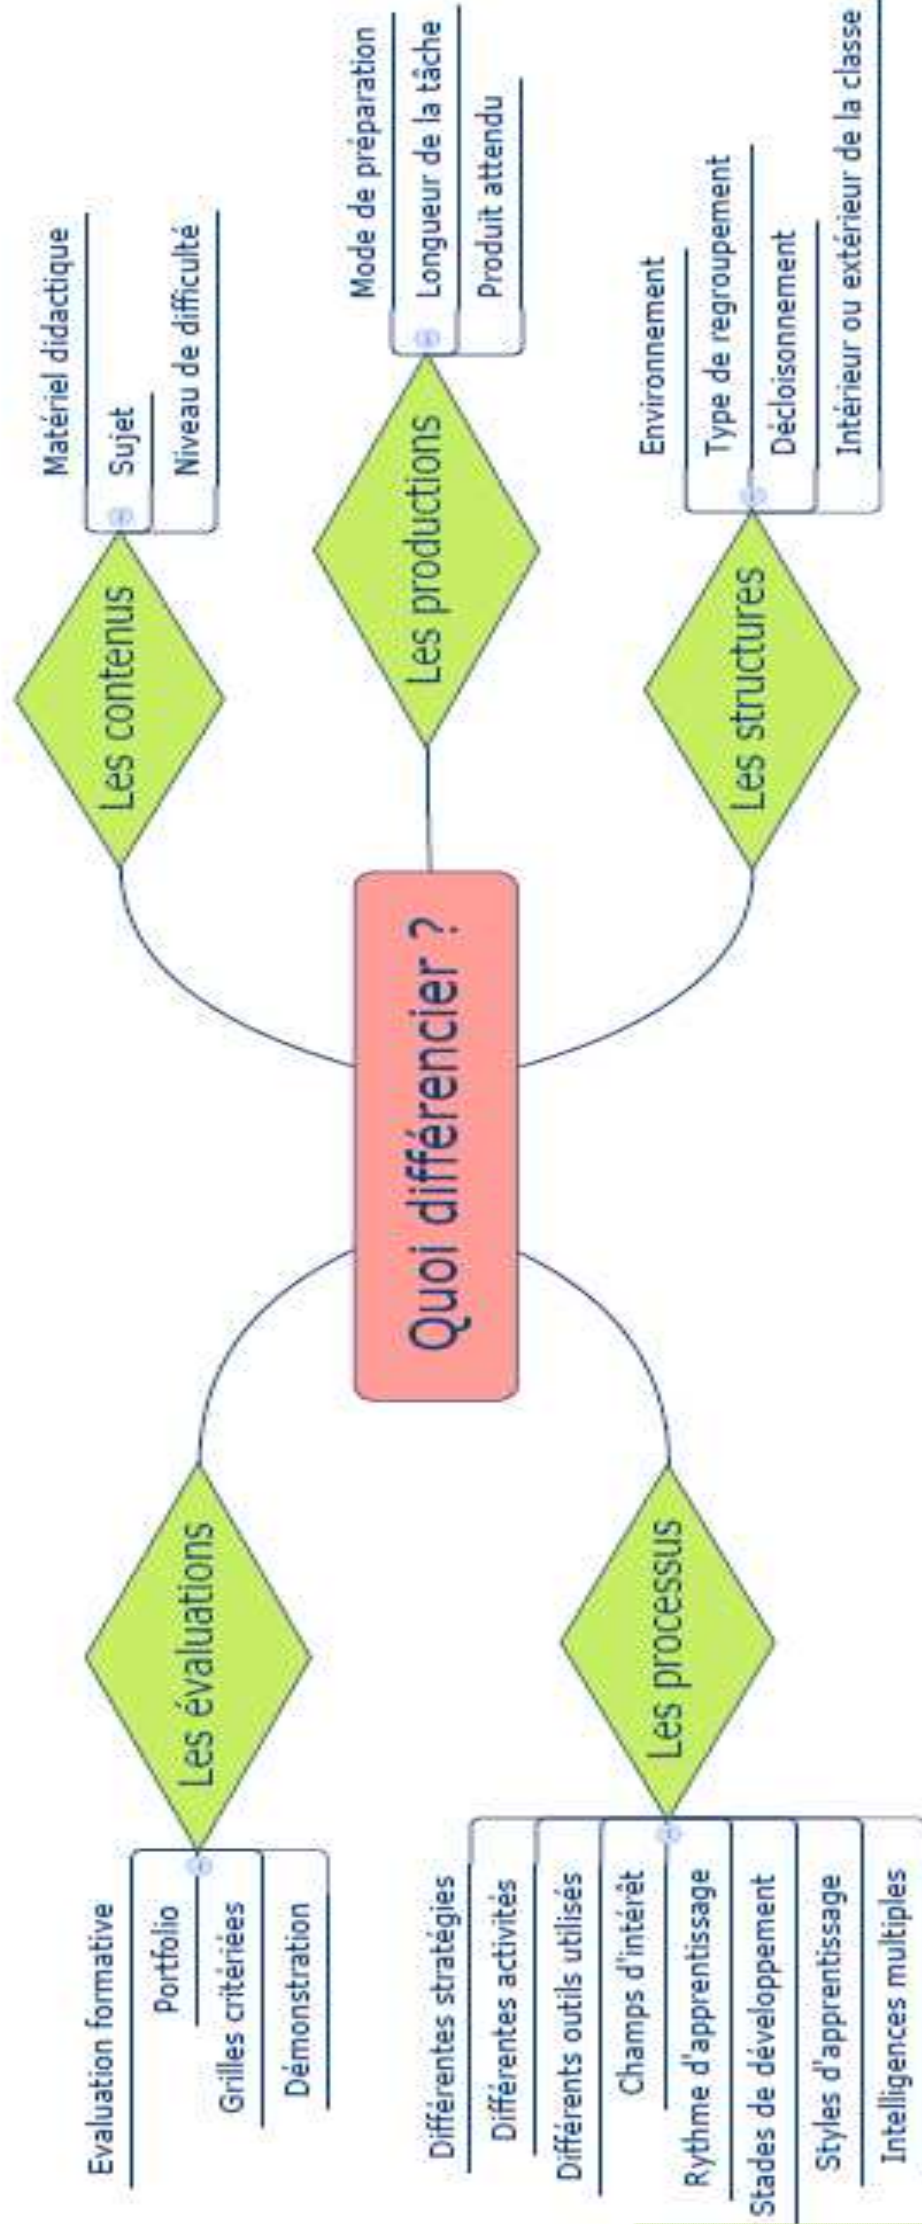 Quoi différencier ?
Les contenus
Matériel didactique
Sujet
Niveau de difficulté
Les productions
Mode de préparation
Longueur de la tâche
Produit attendu
Les structures
Environnement
Type de regroupement
Décloisonnement
Intérieur ou extérieur de la classe
Les évaluations
Evaluation formative
Portfolio
Grilles critériées
Démonstration
Les processus
Différentes stratégies
Différentes activités
Différents outils utilisés
Champs d'intérêt
Rythme d'apprentissage
Stades de développement
Styles d'apprentissage
Intelligences multiples